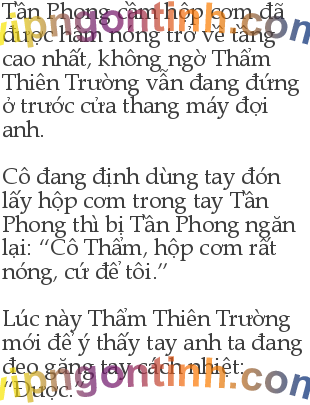 Tần Phong cầm hộp cơm đã
được hâm nóng trở về tầng
cao nhất, không ngờ Thẩm
Thiên Trường vẫn đang đứng
ở trước cửa thang máy đợi
anh.
Cô đang định dùng tay đón
lấy hộp cơm trong tay Tần
Phong thì bị Tần Phong ngăn
lại: “Cô Thẩm, hộp cơm rất
nóng, cứ để tôi.”
Lúc này Thẩm Thiên Trường
mới để ý thấy tay anh ta đang
đeo găng tay cách nhiệt:
“Được.”
vipngontinh.com
vipngontinh.com